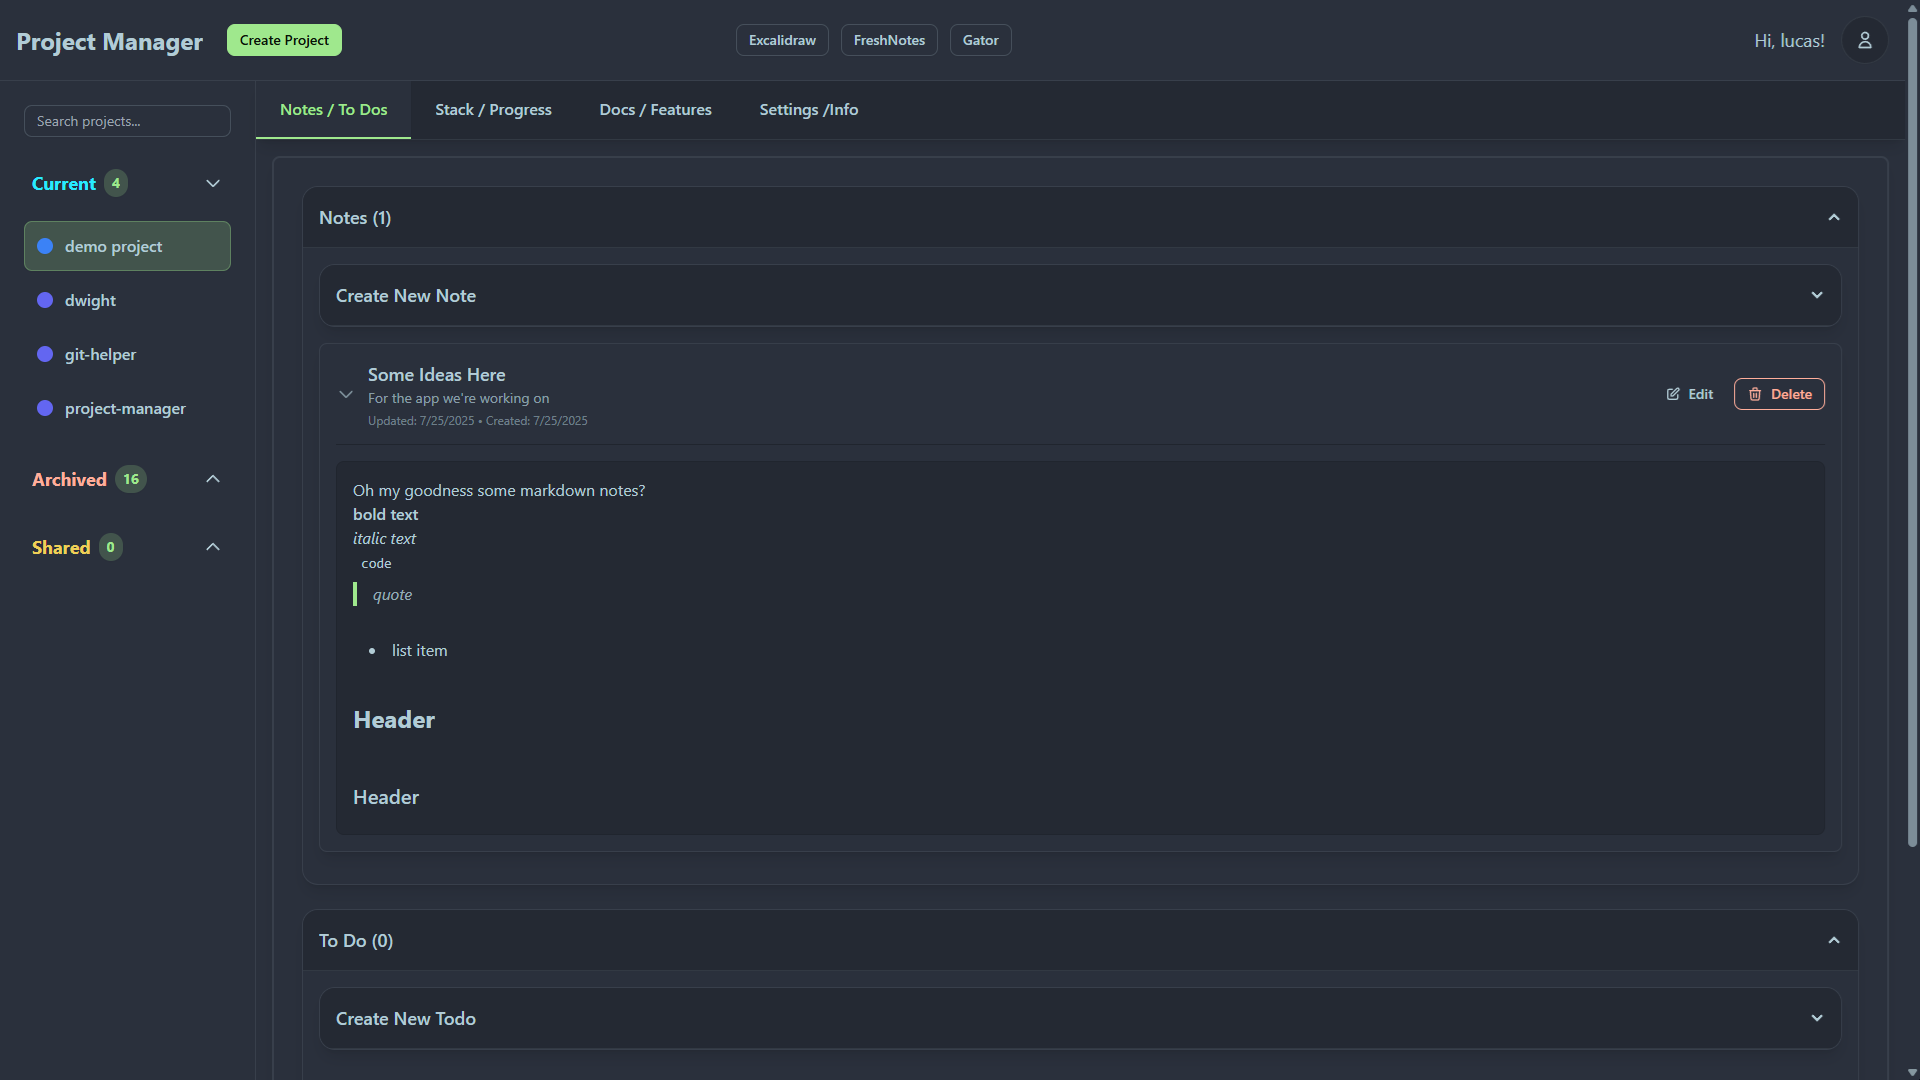 Project Manager
Create Project
Excalidraw
FreshNotes
Gator
Hi, lucas!
Search projects...
Current 4
demo project
dwight
git-helper
project-manager
Archived 16
Shared 0
Notes / To Dos
Stack / Progress
Docs / Features
Settings /Info
Notes (1)
Create New Note
Some Ideas Here
For the app we're working on
Updated: 7/25/2025 • Created: 7/25/2025
Edit
Delete
Oh my goodness some markdown notes?
bold text
italic text
code
quote
• list item
Header
Header
To Do (0)
Create New Todo